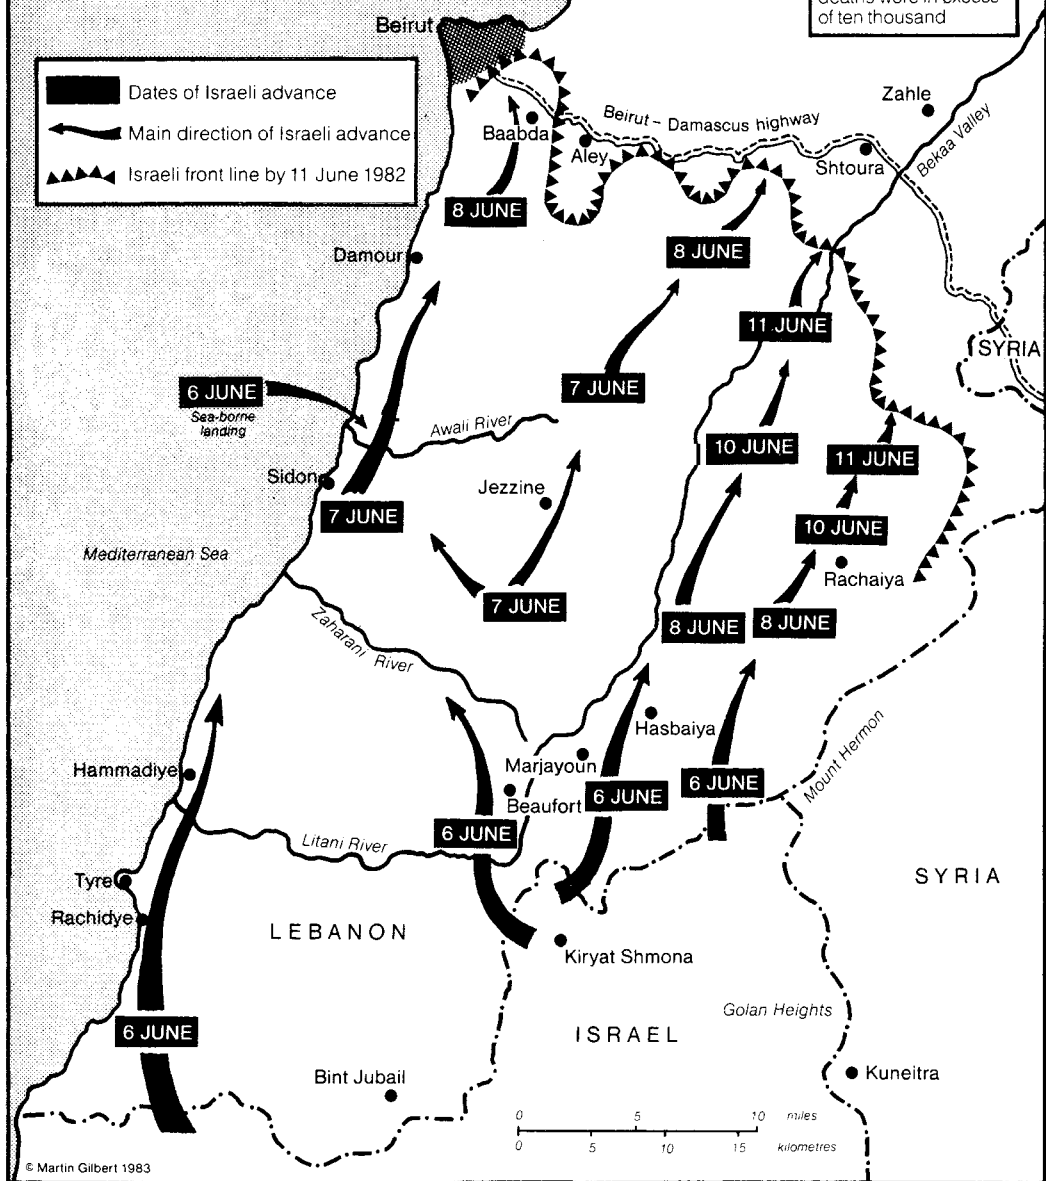 deaths were in excess
of ten thousand
Beirut
Dates of Israeli advance
Main direction of Israeli advance
Israeli front line by 11 June 1982
Zahle
Beirut – Damascus highway
Bekaa Valley
Baabda
Aley
Shtoura
8 JUNE
8 JUNE
Damour
11 JUNE
SYRIA
6 JUNE
Sea-borne
landing
7 JUNE
Awali River
10 JUNE
11 JUNE
Sidon
Jezzine
7 JUNE
10 JUNE
Mediterranean Sea
Rachaiya
7 JUNE
8 JUNE
8 JUNE
Zaharani River
Hasbaiya
Mount Hermon
Marjayoun
Hammadiye
6 JUNE
6 JUNE
Beaufort
6 JUNE
Litani River
Tyre
SYRIA
Rachidye
LEBANON
Kiryat Shmona
Golan Heights
6 JUNE
ISRAEL
Bint Jubail
Kuneitra
0 5 10 miles
0 5 10 15 kilometres
© Martin Gilbert 1983